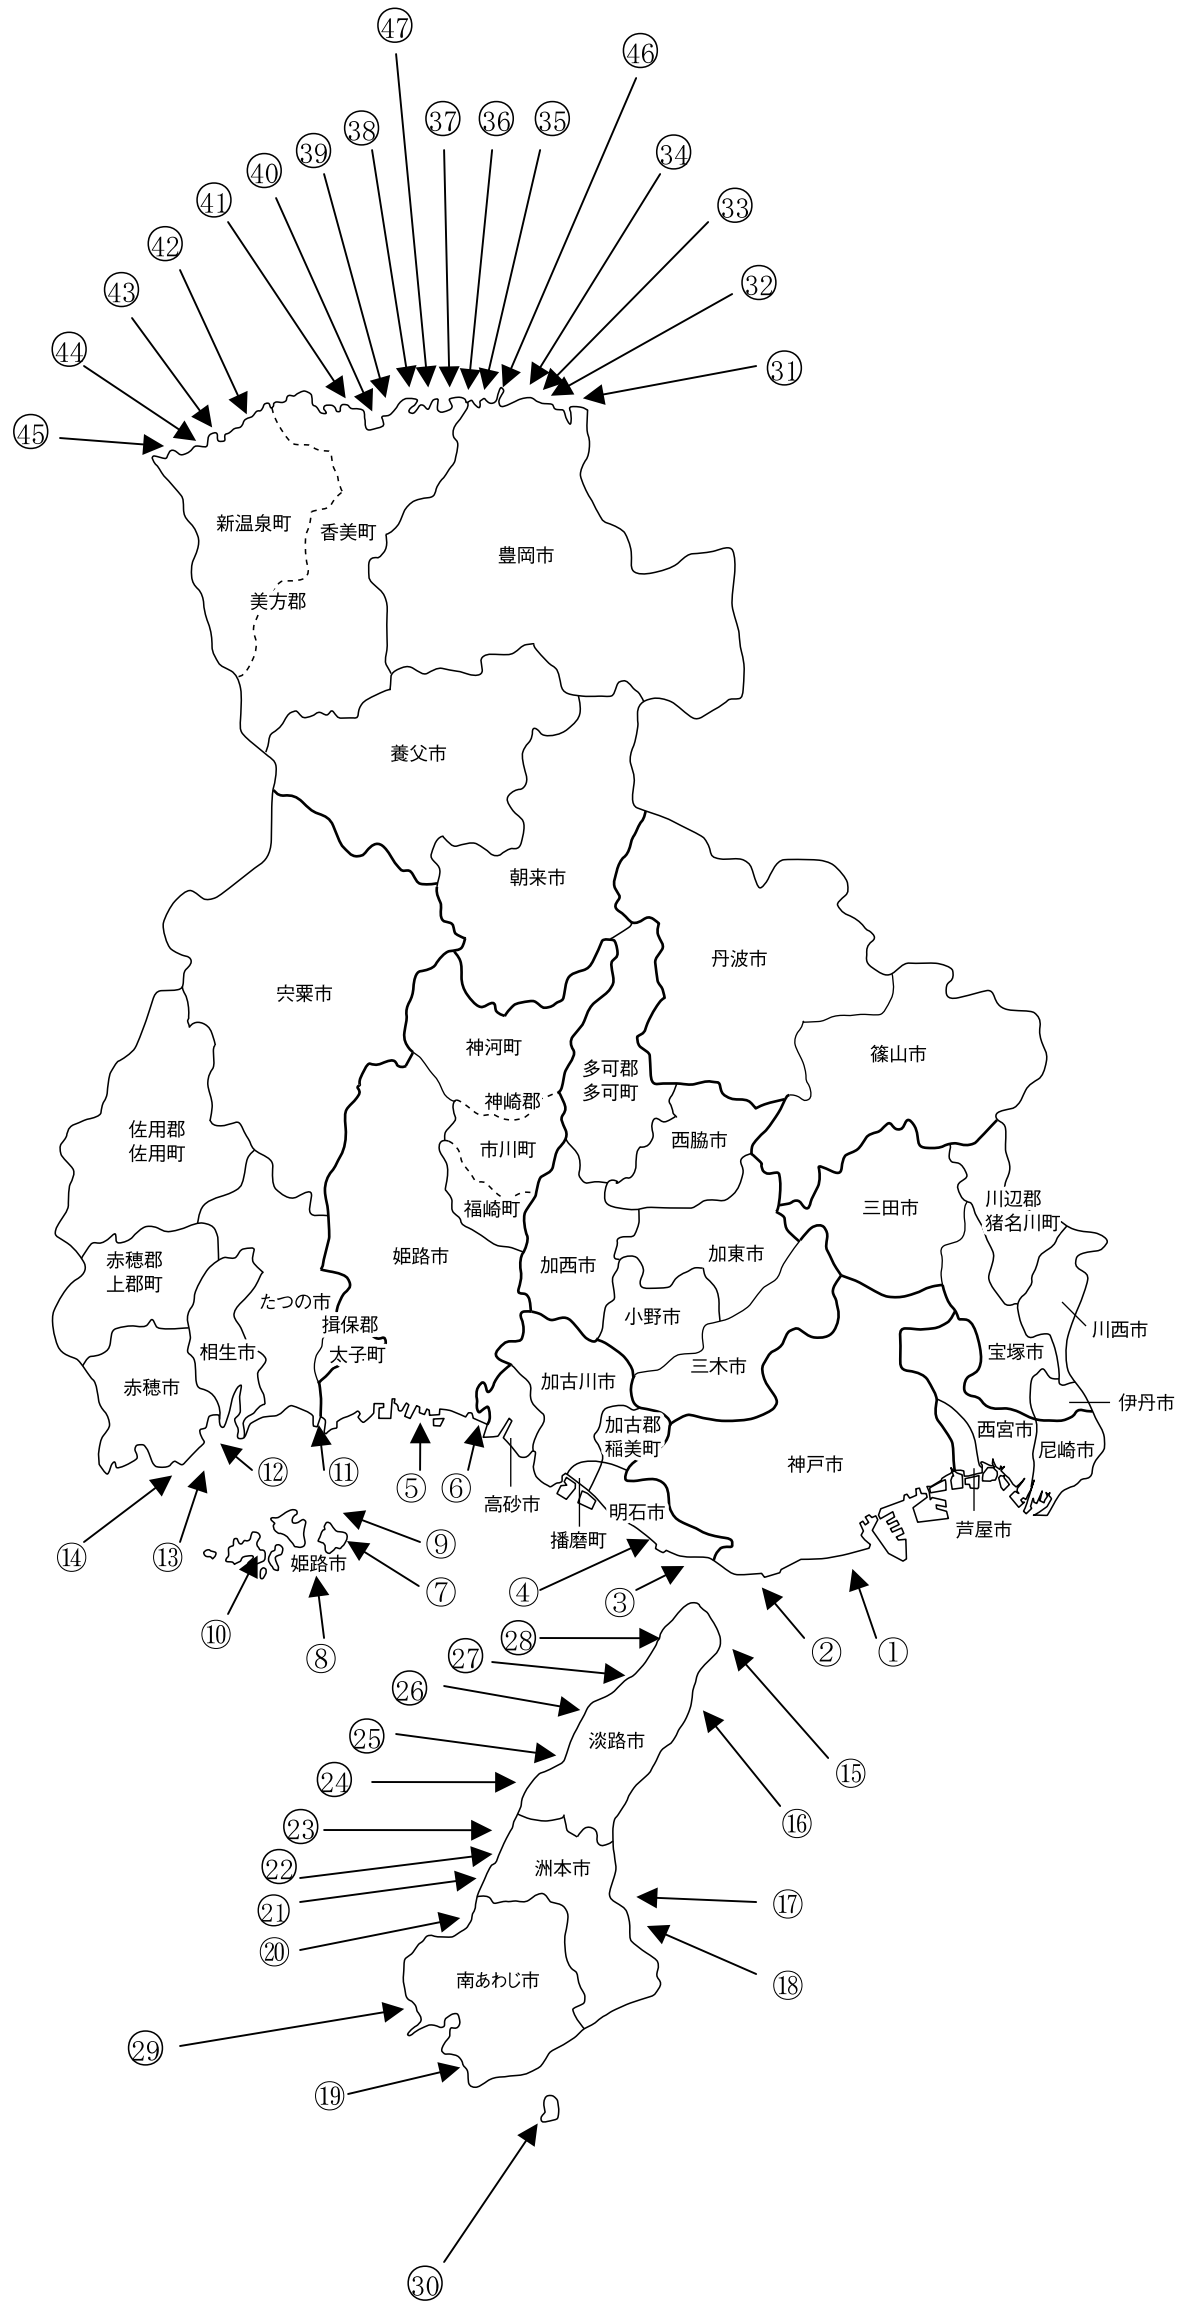 ㊼
㊻
㊳
㊲
㊱
㉟
㊴
㉞
㊵
㊶
㉝
㊷
㉜
㊸
㊹
㉛
㊺
新温泉町
香美町
豊岡市
美方郡
養父市
朝来市
丹波市
宍粟市
神河町
篠山市
多可郡
多可町
神崎郡
佐用郡
佐用町
市川町
西脇市
福崎町
三田市
川辺郡
猪名川町
赤穂郡
上郡町
姫路市
加西市
加東市
たつの市
揖保郡
太子町
小野市
川西市
相生市
宝塚市
三木市
赤穂市
加古川市
伊丹市
加古郡
稲美町
西宮市
尼崎市
神戸市
⑫
⑪
⑤
⑥
高砂市
明石市
芦屋市
播磨町
⑭
⑬
⑨
姫路市
⑦
④
③
⑩
⑧
㉘
②
①
㉗
㉖
㉕
淡路市
⑮
㉔
⑯
㉓
㉒
洲本市
㉑
⑰
⑳
南あわじ市
⑱
㉙
⑲
㉚